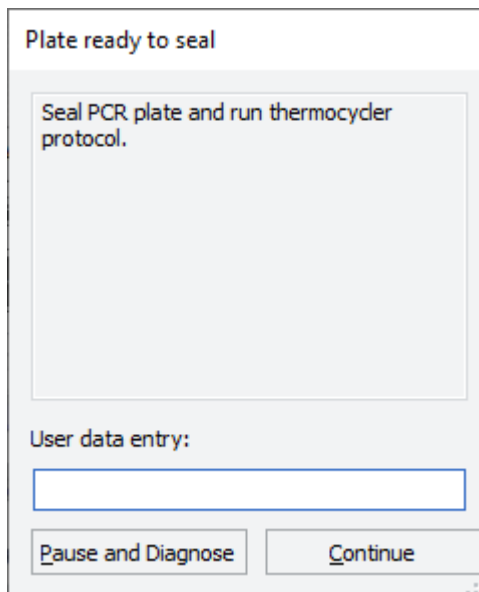 Plate ready to seal
Seal PCR plate and run thermocycler
protocol.
User data entry:
Pause and Diagnose
Continue